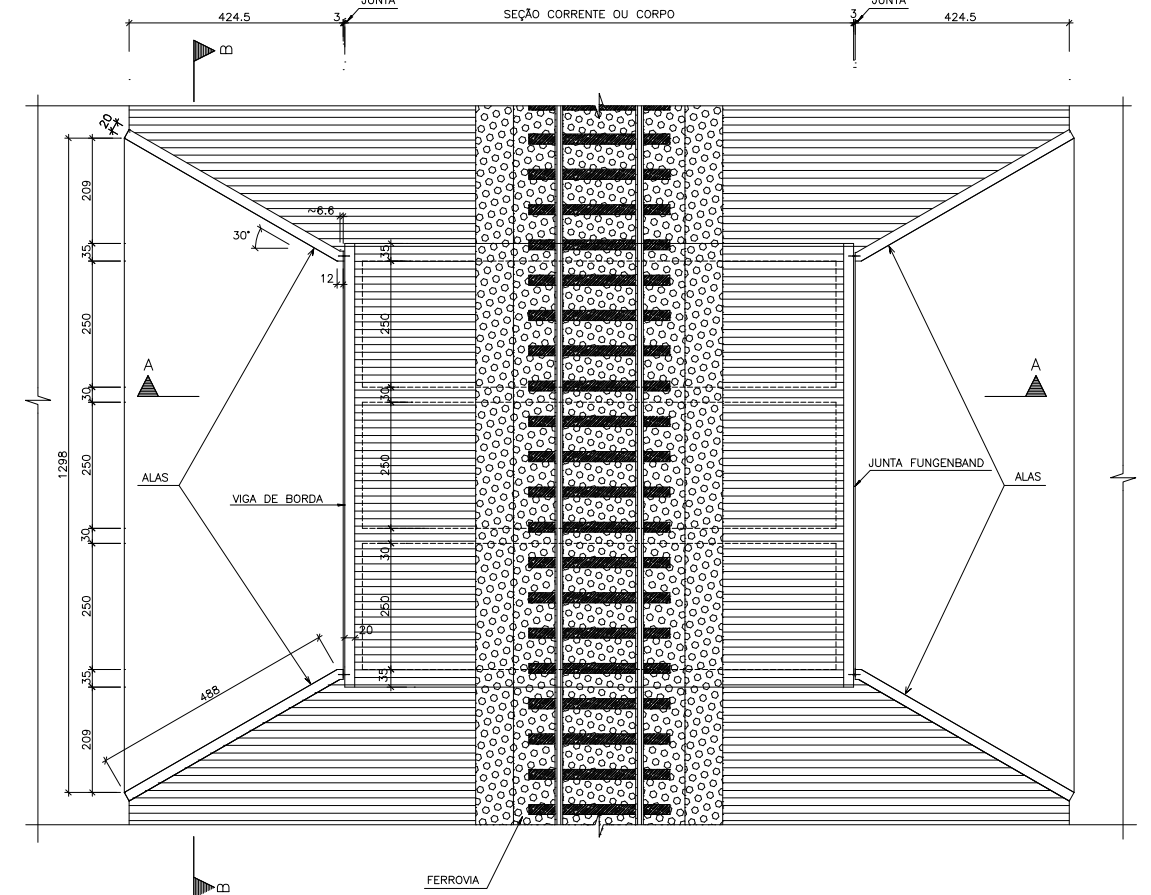 JUNTA
JUNTA
424.5
3
SEÇÃO CORRENTE OU CORPO
3
424.5
B
20
209
~6.6
30°
35
35
12
250
250
A
A
30
30
1298
250
250
ALAS
JUNTA FUNGENBAND
ALAS
VIGA DE BORDA
30
30
250
250
20
35
35
488
209
FERROVIA
B